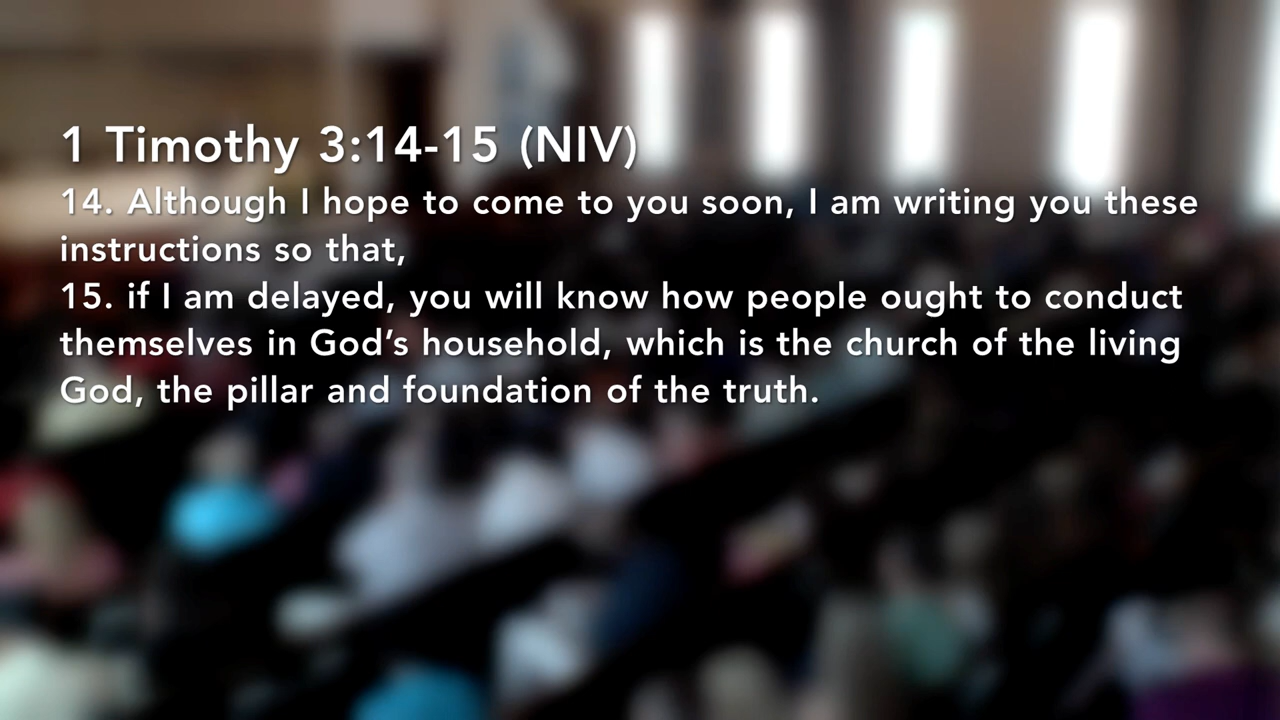 1 Timothy 3:14-15 (NIV)
14. Although I hope to come to you soon, I am writing you these
instructions so that,
15. if I am delayed, you will know how people ought to conduct
themselves in God’s household, which is the church of the living
God, the pillar and foundation of the truth.